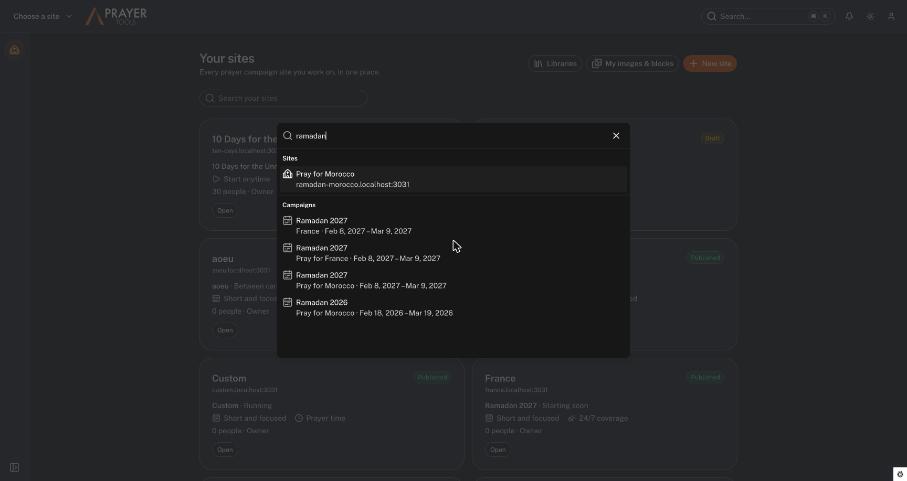 Choose a site
PRAYER
TOOLS
Search...
⌘ K
Your sites
Every prayer campaign site you work on, in one place.
Libraries
My images & blocks
New site
Search your sites
10 Days for the
ten-days.localhost:303
Draft
10 Days for the Un
Start anytime
30 people · Owner
Open
ramadan
Sites
Pray for Morocco
ramadan-morocco.localhost:3031
Campaigns
Ramadan 2027
France · Feb 8, 2027 – Mar 9, 2027
Ramadan 2027
Pray for France · Feb 8, 2027 – Mar 9, 2027
Ramadan 2027
Pray for Morocco · Feb 8, 2027 – Mar 9, 2027
Ramadan 2026
Pray for Morocco · Feb 18, 2026 – Mar 19, 2026
aoeu
aoeu.localhost:3031
Published
aoeu · Between car
Short and focused
0 people · Owner
Open
Custom
custom.localhost:3031
Published
Custom · Running
Short and focused
Prayer time
0 people · Owner
Open
France
france.localhost:3031
Published
Ramadan 2027 · Starting soon
Short and focused
24/7 coverage
0 people · Owner
Open